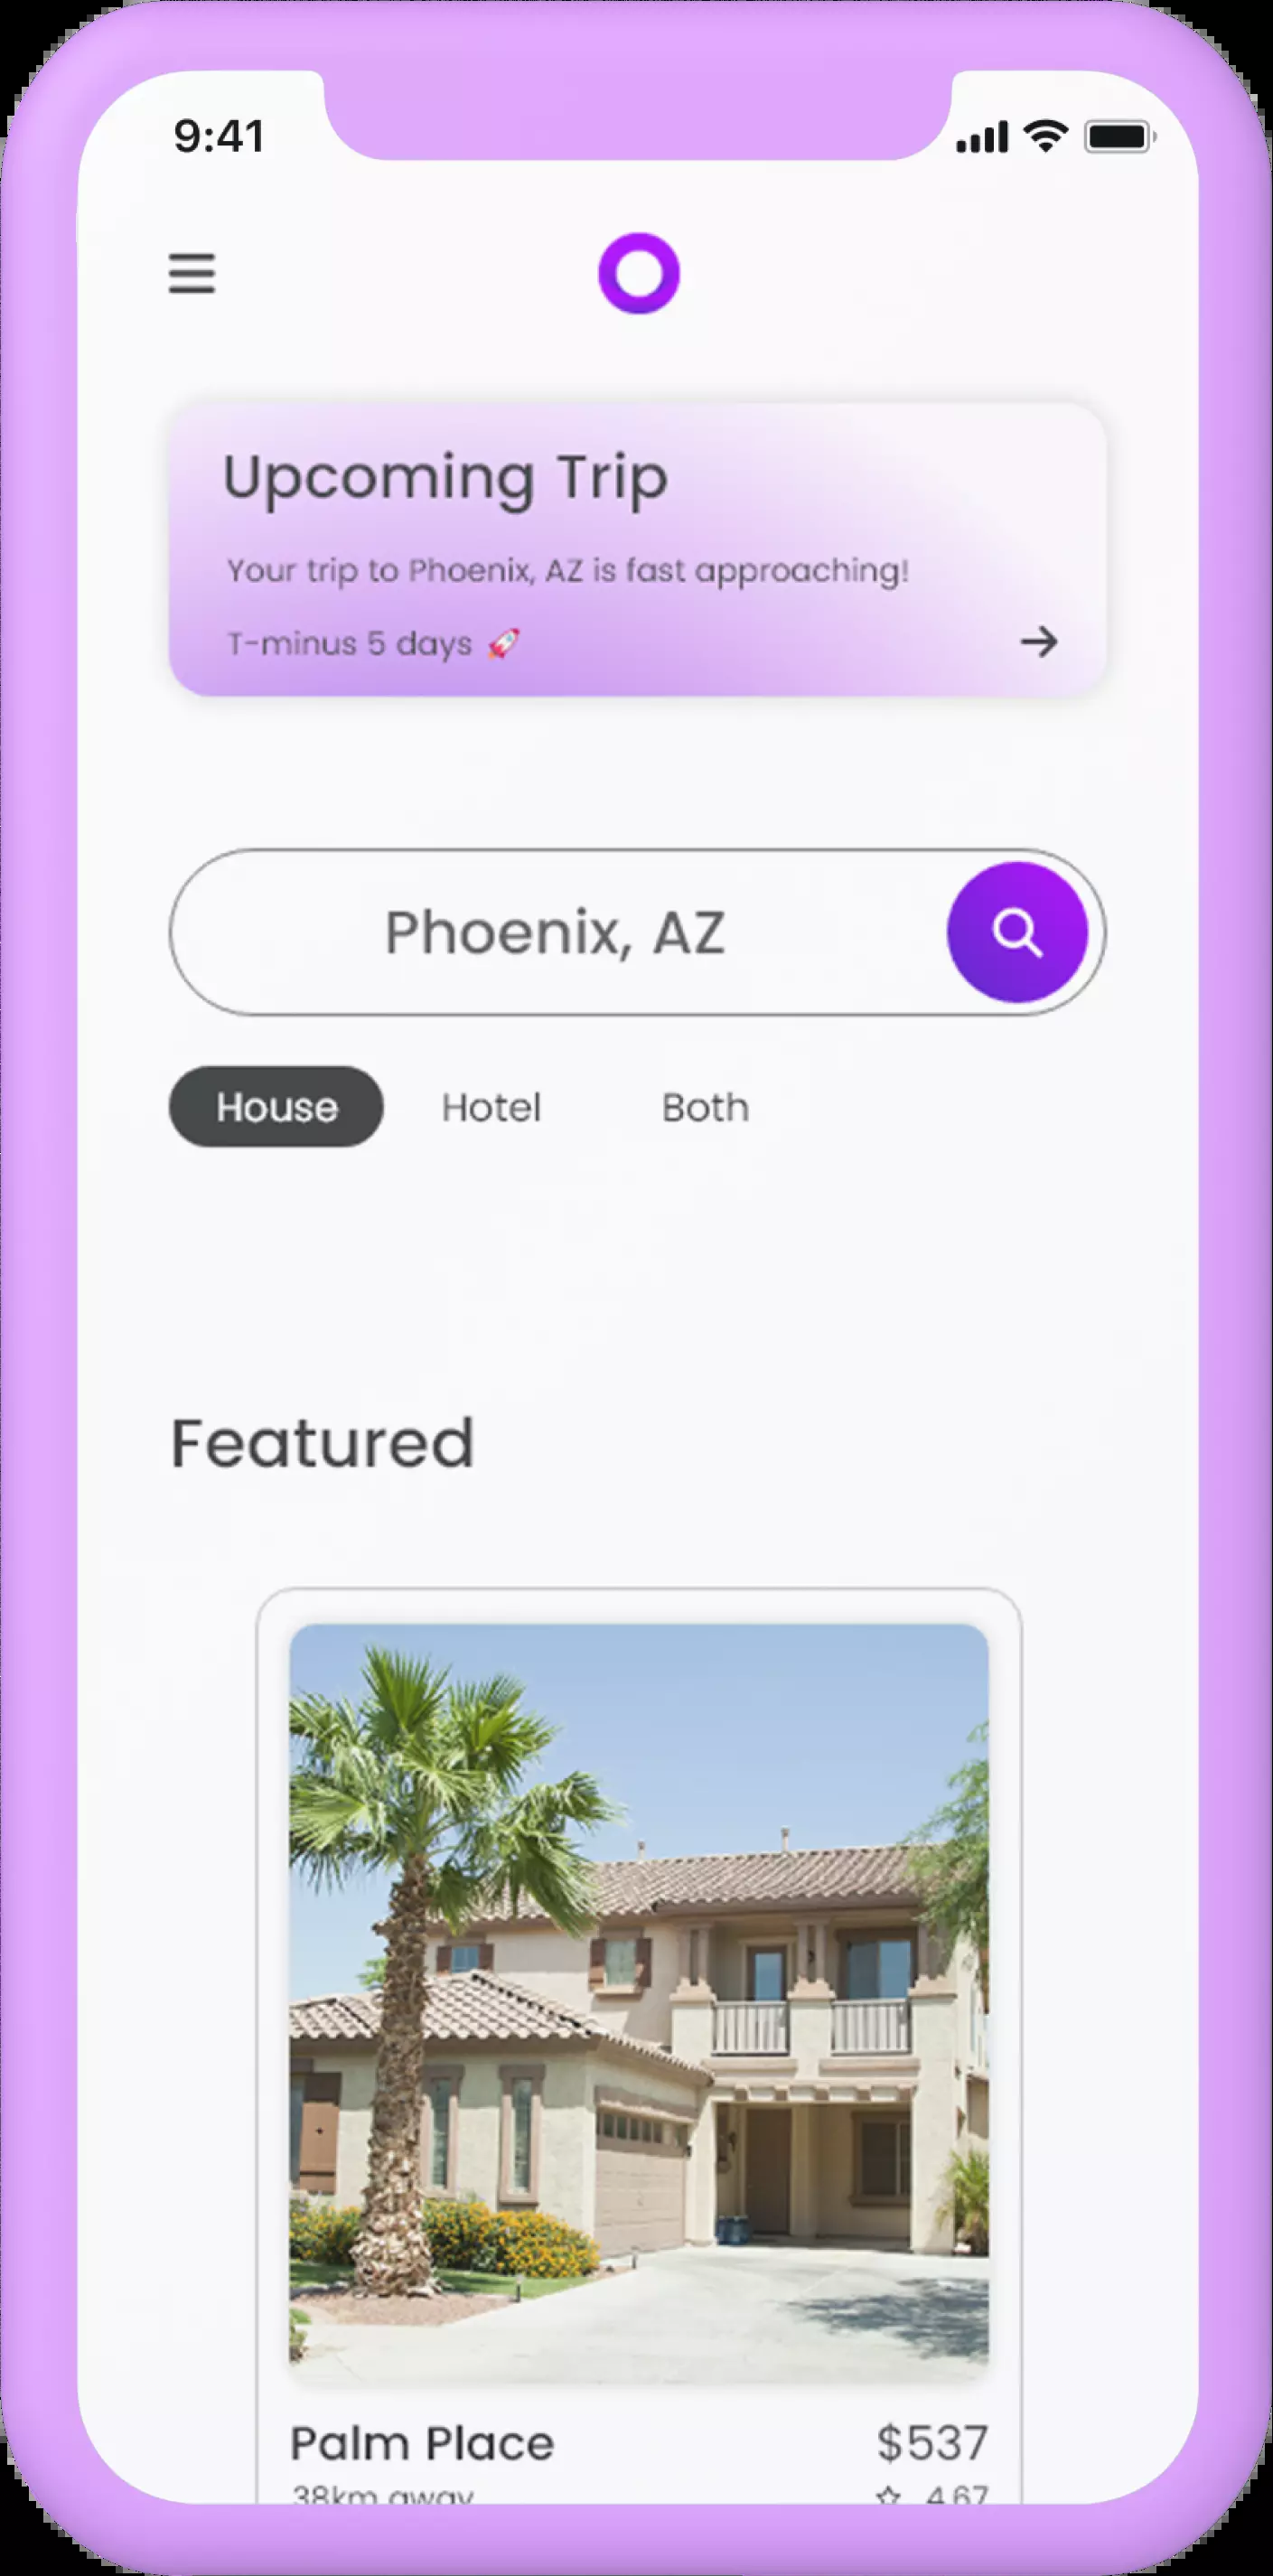 9:41
Upcoming Trip
Your trip to Phoenix, AZ is fast approaching!
T-minus 5 days 🚀
Phoenix, AZ
House Hotel Both
Featured
Palm Place $537
38km away 4.67